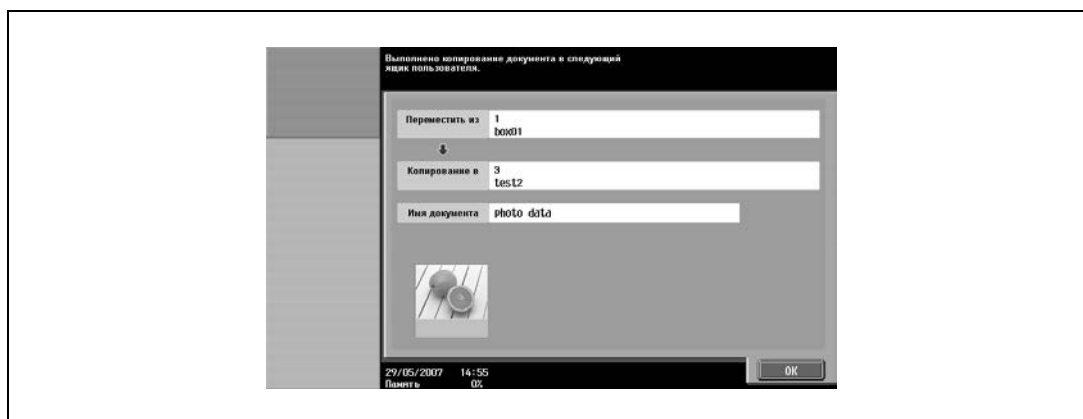 Выполнено копирование документа в следующий
ящик пользователя.
Переместить из
1
box01
Копирование в
3
test2
Имя документа
photo data
29/05/2007 14:55
Память 0%
OK